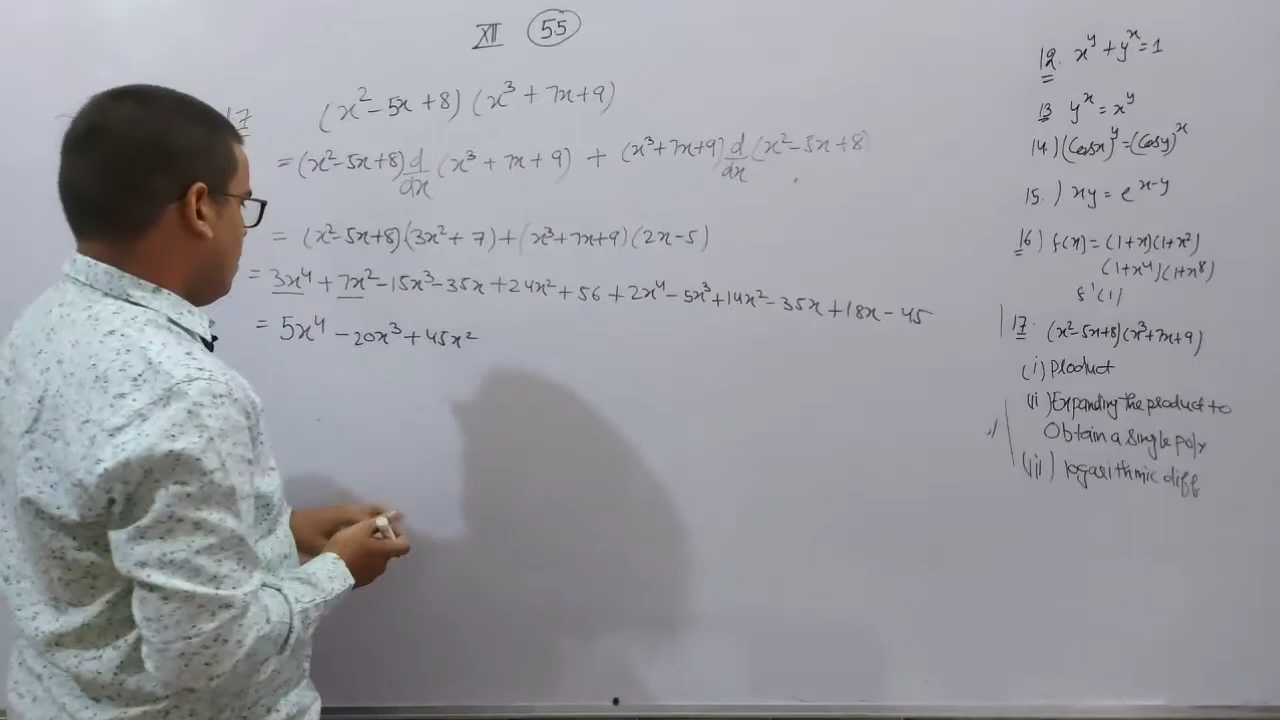 XII 55
17 (x² - 5x + 8) (x³ + 7x + 9)
= (x² - 5x + 8) d/dx (x³ + 7x + 9) + (x³ + 7x + 9) d/dx (x² - 5x + 8)
= (x² - 5x + 8) (3x² + 7) + (x³ + 7x + 9) (2x - 5)
= 3x⁴ + 7x² - 15x³ - 35x + 24x² + 56 + 2x⁴ - 5x³ + 14x² - 35x + 18x - 45
= 5x⁴ - 20x³ + 45x²
12. x^y + y^x = 1
13 y^x = x^y
14.) (Cosx)^y = (Cosy)^x
15.) xy = e^(x-y)
16) f(x) = (1+x)(1+x²)
(1+x⁴)(1+x⁸)
f'(1)
17. (x² - 5x + 8)(x³ + 7x + 9)
(i) Product
(ii) Expanding the product to
Obtain a single poly
(iii) logarithmic diff